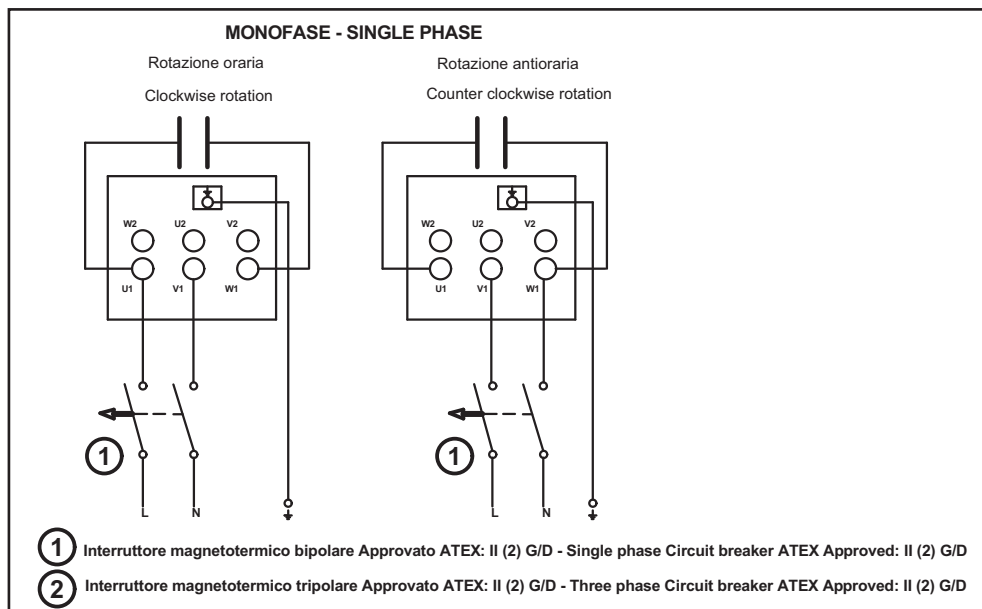 MONOFASE - SINGLE PHASE
Rotazione oraria
Clockwise rotation
W2 U2 V2
U1 V1 W1
1
L N
Rotazione antioraria
Counter clockwise rotation
W2 U2 V2
U1 V1 W1
1
L N
1 Interruttore magnetotermico bipolare Approvato ATEX: II (2) G/D - Single phase Circuit breaker ATEX Approved: II (2) G/D
2 Interruttore magnetotermico tripolare Approvato ATEX: II (2) G/D - Three phase Circuit breaker ATEX Approved: II (2) G/D